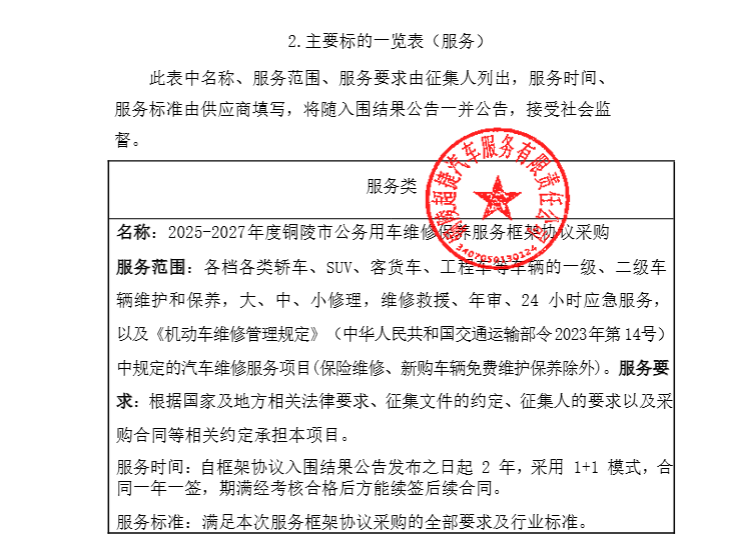 2.主要标的一览表（服务）
此表中名称、服务范围、服务要求由征集人列出，服务时间、
服务标准由供应商填写，将随入围结果公告一并公告，接受社会监
督。
服务类
超捷汽车服务有限责任公司
名称：2025-2027年度铜陵市公务用车维修保养服务框架协议采购
服务范围：各档各类轿车、SUV、客货车、工程车等车辆的一级、二级车
辆维护和保养，大、中、小修理，维修救援、年审、24 小时应急服务，
以及《机动车维修管理规定》（中华人民共和国交通运输部令2023年第14号）
中规定的汽车维修服务项目(保险维修、新购车辆免费维护保养除外)。服务要
求：根据国家及地方相关法律要求、征集文件的约定、征集人的要求以及采
购合同等相关约定承担本项目。
服务时间：自框架协议入围结果公告发布之日起 2 年，采用 1+1 模式，合
同一年一签，期满经考核合格后方能续签后续合同。
服务标准：满足本次服务框架协议采购的全部要求及行业标准。